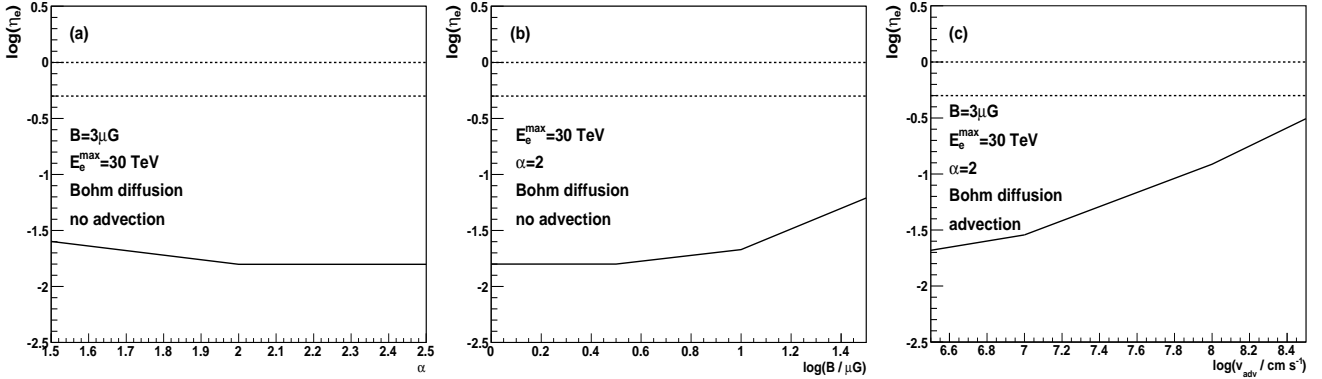 log(η_e)
0.5
0
-0.5
-1
-1.5
-2
-2.5
(a)
B=3μG
E_e^max=30 TeV
Bohm diffusion
no advection
1.5 1.6 1.7 1.8 1.9 2 2.1 2.2 2.3 2.4 2.5
α
log(η_e)
0.5
0
-0.5
-1
-1.5
-2
-2.5
(b)
E_e^max=30 TeV
α=2
Bohm diffusion
no advection
0 0.2 0.4 0.6 0.8 1 1.2 1.4
log(B / μG)
log(η_e)
0.5
0
-0.5
-1
-1.5
-2
-2.5
(c)
B=3μG
E_e^max=30 TeV
α=2
Bohm diffusion
advection
6.6 6.8 7 7.2 7.4 7.6 7.8 8 8.2 8.4
log(v_adv / cm s⁻¹)